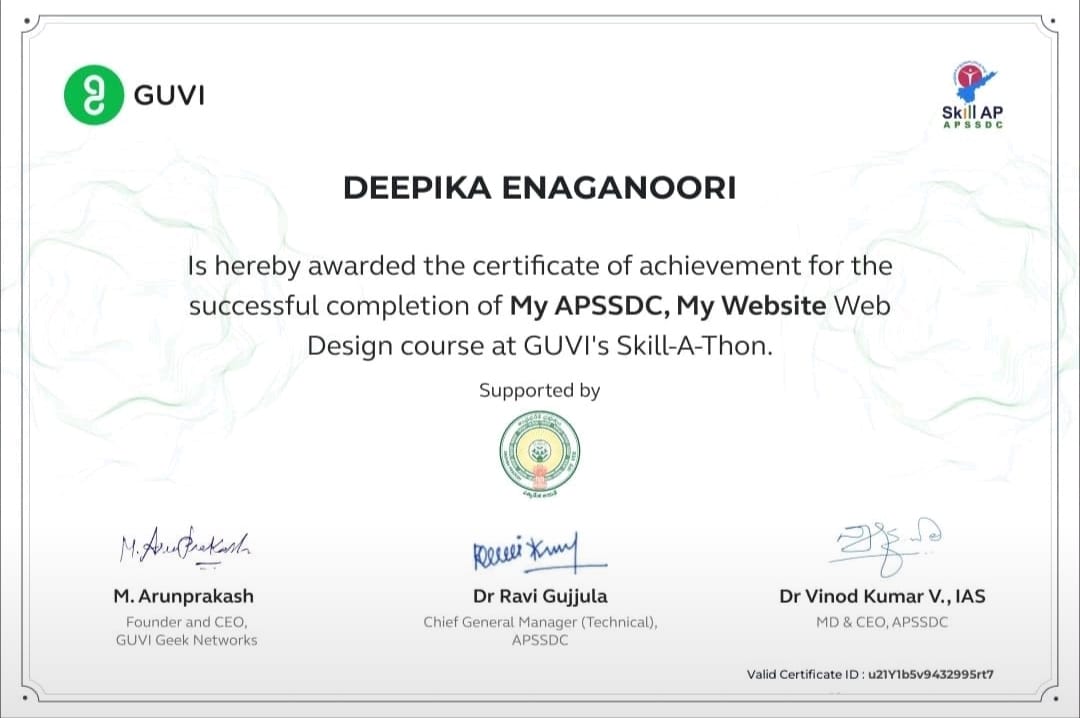 GUVI
Skill AP
APSSDC
DEEPIKA ENAGANOORI
Is hereby awarded the certificate of achievement for the
successful completion of My APSSDC, My Website Web
Design course at GUVI's Skill-A-Thon.
Supported by
M. Arunprakash
M. Arunprakash
Founder and CEO,
GUVI Geek Networks
Dr Ravi Gujjula
Chief General Manager (Technical),
APSSDC
Dr Vinod Kumar V., IAS
MD & CEO, APSSDC
Valid Certificate ID : u21Y1b5v9432995rt7